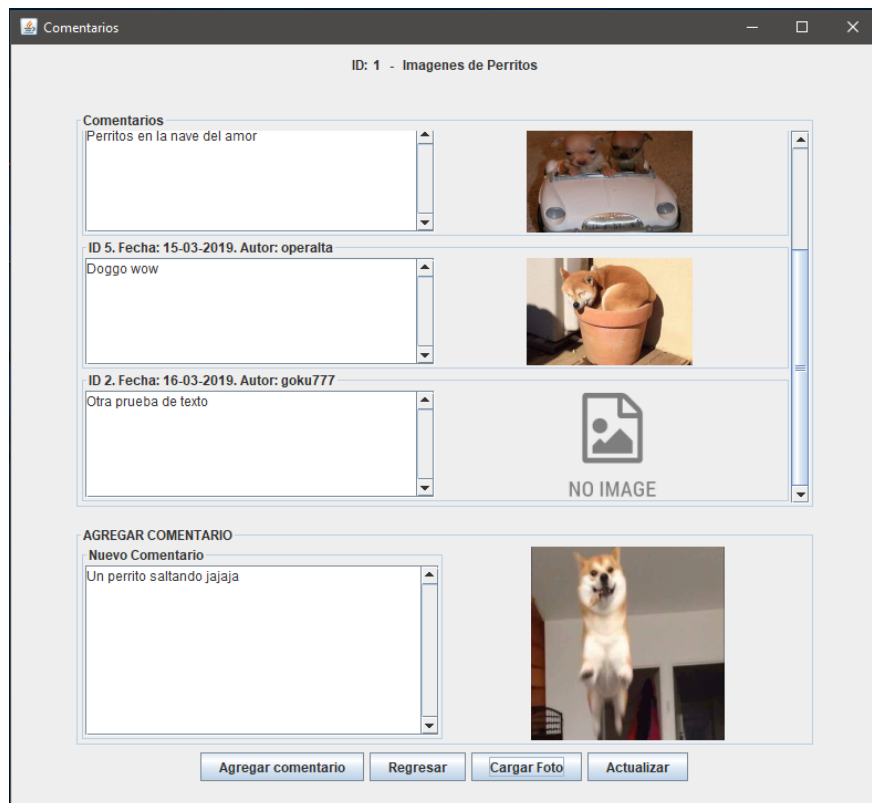 Comentarios
ID: 1 - Imagenes de Perritos
Comentarios
Perritos en la nave del amor
ID 5. Fecha: 15-03-2019. Autor: operalta
Doggo wow
ID 2. Fecha: 16-03-2019. Autor: goku777
Otra prueba de texto
NO IMAGE
AGREGAR COMENTARIO
Nuevo Comentario
Un perrito saltando jajaja
Agregar comentario
Regresar
Cargar Foto
Actualizar